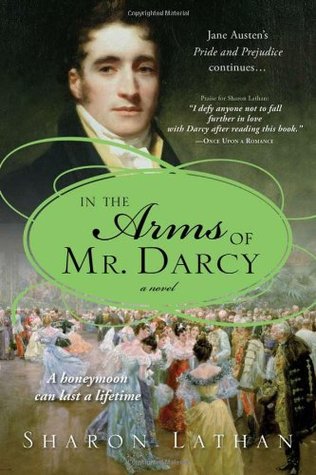 Jane Austen's
Pride and Prejudice
continues…
Praise for Sharon Lathan:
"I defy anyone not to fall
further in love
with Darcy after reading this book."
—Once Upon a Romance
IN THE
Arms OF
MR. DARCY
a novel
A honeymoon
can last a lifetime
SHARON LATHAN